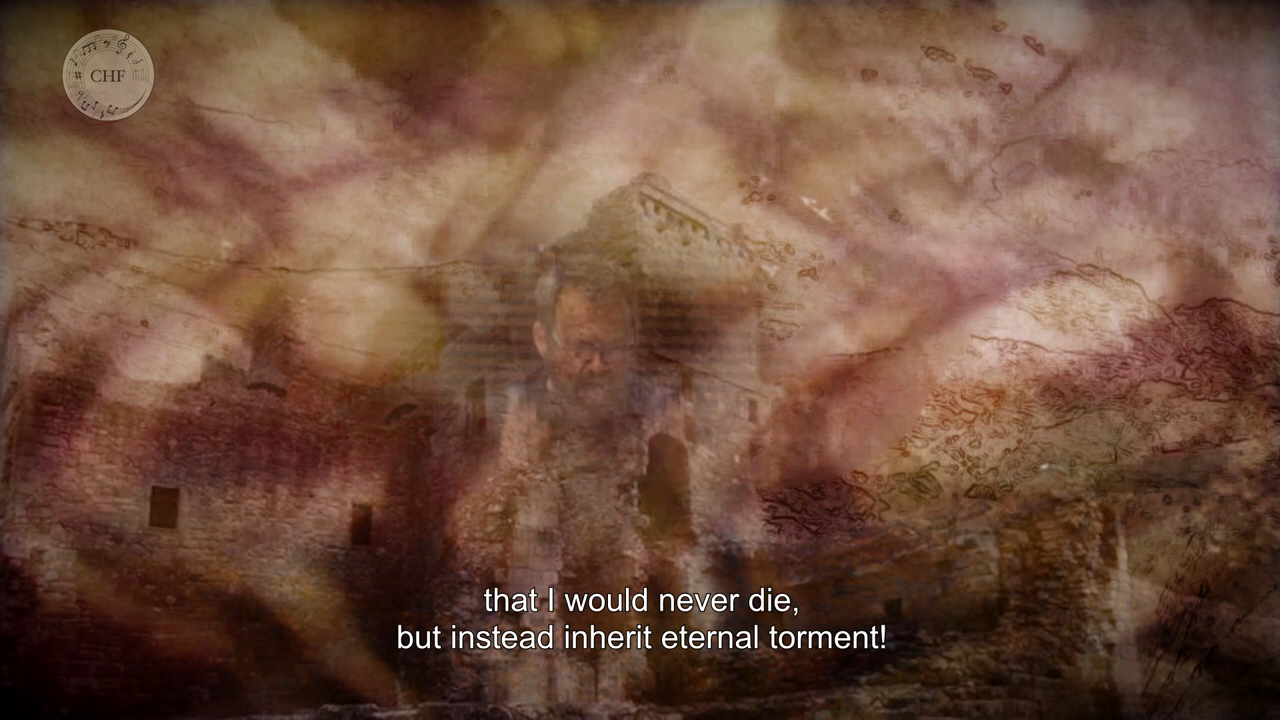 CHF
that I would never die,
but instead inherit eternal torment!